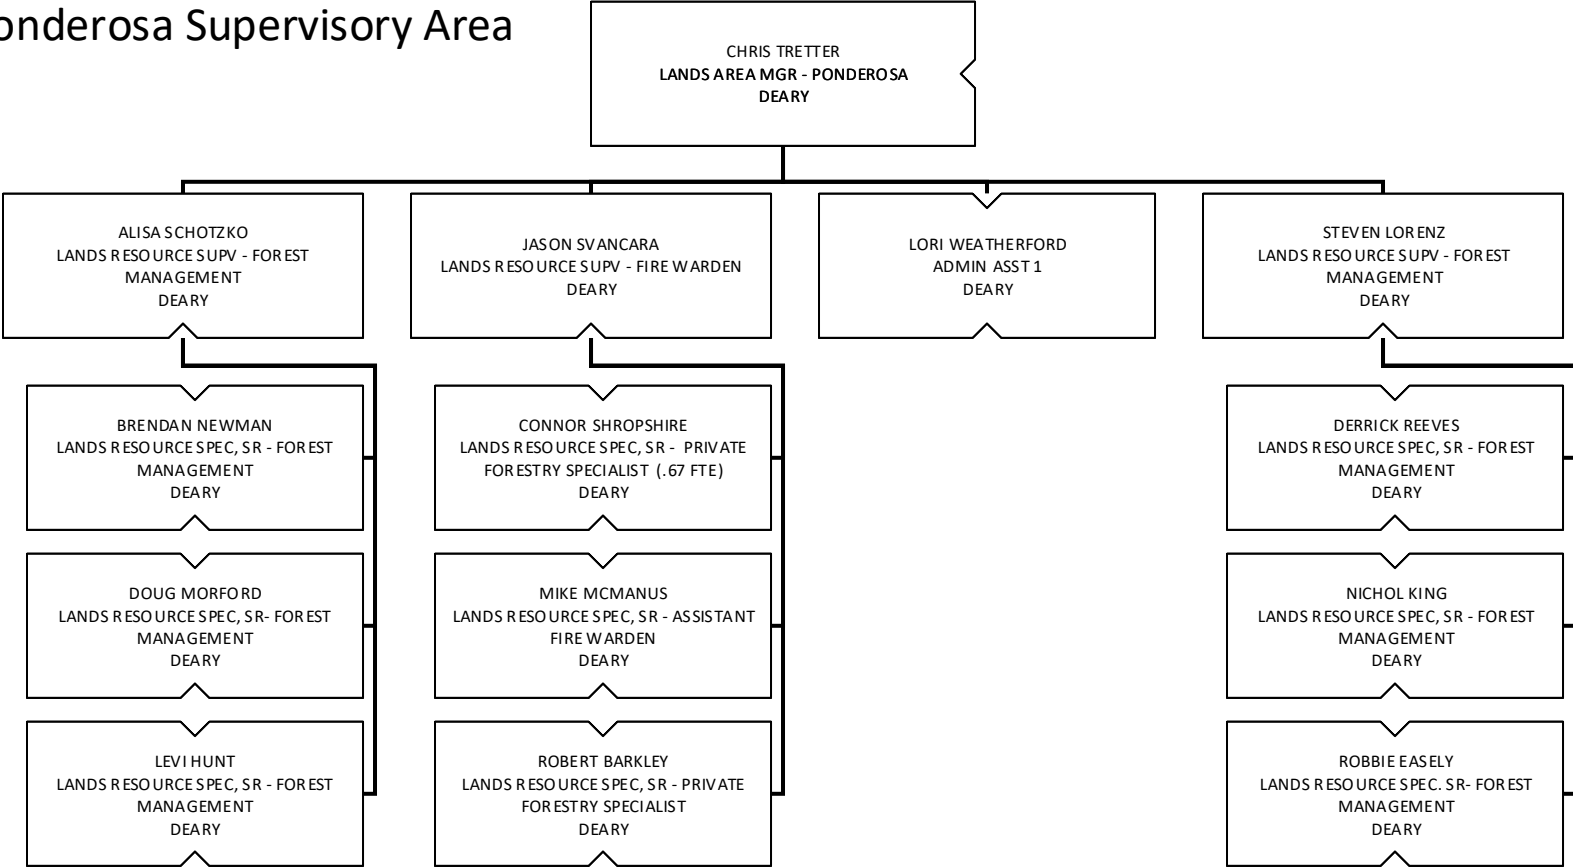 onderosa Supervisory Area
CHRIS TRETTER
LANDS AREA MGR - PONDEROSA
DEARY
ALISA SCHOTZKO
LANDS RESOURCE SUPV - FOREST
MANAGEMENT
DEARY
JASON SVANCARA
LANDS RESOURCE SUPV - FIRE WARDEN
DEARY
LORI WEATHERFORD
ADMIN ASST 1
DEARY
STEVEN LORENZ
LANDS RESOURCE SUPV - FOREST
MANAGEMENT
DEARY
BRENDAN NEWMAN
LANDS RESOURCE SPEC, SR - FOREST
MANAGEMENT
DEARY
CONNOR SHROPSHIRE
LANDS RESOURCE SPEC, SR - PRIVATE
FORESTRY SPECIALIST (.67 FTE)
DEARY
DERRICK REEVES
LANDS RESOURCE SPEC, SR - FOREST
MANAGEMENT
DEARY
DOUG MORFORD
LANDS RESOURCE SPEC, SR- FOREST
MANAGEMENT
DEARY
MIKE MCMANUS
LANDS RESOURCE SPEC, SR - ASSISTANT
FIRE WARDEN
DEARY
NICHOL KING
LANDS RESOURCE SPEC, SR - FOREST
MANAGEMENT
DEARY
LEVI HUNT
LANDS RESOURCE SPEC, SR - FOREST
MANAGEMENT
DEARY
ROBERT BARKLEY
LANDS RESOURCE SPEC, SR - PRIVATE
FORESTRY SPECIALIST
DEARY
ROBBIE EASELY
LANDS RESOURCE SPEC. SR- FOREST
MANAGEMENT
DEARY